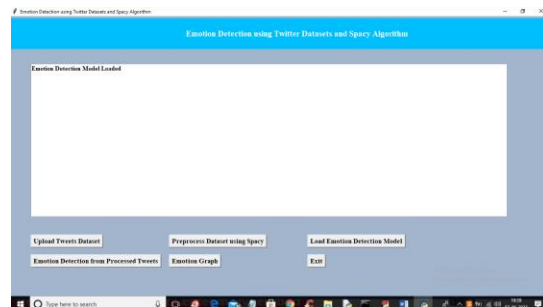 Emotion Detection using Twitter Datasets and Spacy Algorithm
Emotion Detection using Twitter Datasets and Spacy Algorithm
Emotion Detection Model Loaded
Upload Tweets Dataset
Preprocess Dataset using Spacy
Load Emotion Detection Model
Emotion Detection from Processed Tweets
Emotion Graph
Exit
Type here to search